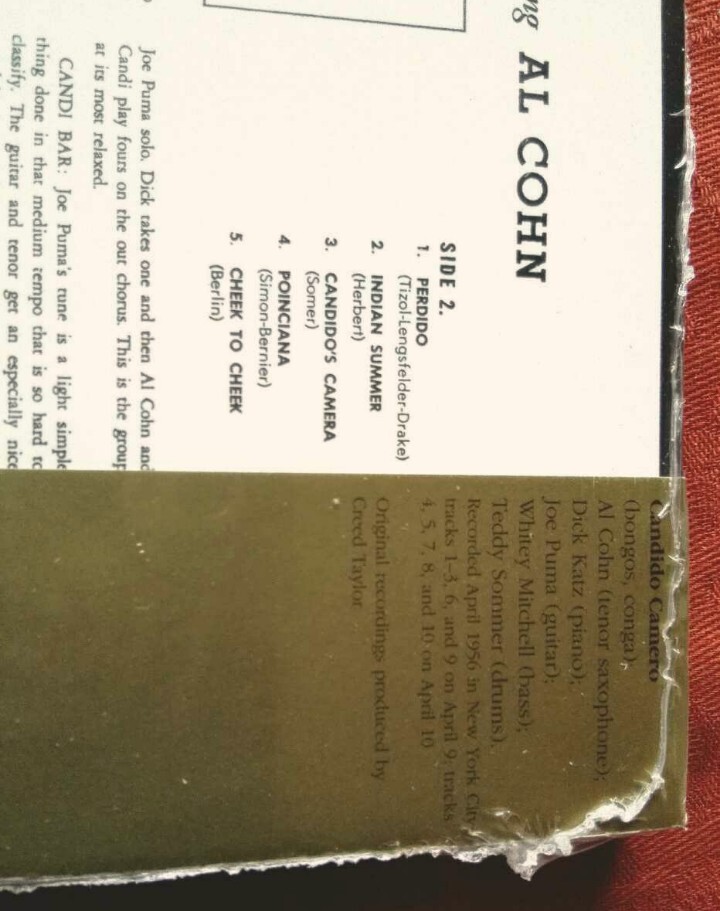 ng AL COHN
SIDE 2.
1. PERDIDO
(Tizol-Lengsfelder-Drake)
2. INDIAN SUMMER
(Herbert)
3. CANDIDO'S CAMERA
(Somer)
4. POINCIANA
(Simon-Bernier)
5. CHEEK TO CHEEK
(Berlin)
Joe Puma solo. Dick takes one and then Al Cohn and
Candi play fours on the out chorus. This is the group
at its most relaxed.
CANDI BAR: Joe Puma's tune is a light simple
thing done in that medium tempo that is so hard to
classify. The guitar and tenor get an especially nice
Candido Camero
(bongos, conga);
Al Cohn (tenor saxophone);
Dick Katz (piano);
Joe Puma (guitar);
Whitey Mitchell (bass);
Teddy Sommer (drums).
Recorded April 1956 in New York City,
tracks 1–3, 6, and 9 on April 9; tracks
4, 5, 7, 8, and 10 on April 10
Original recordings produced by
Creed Taylor